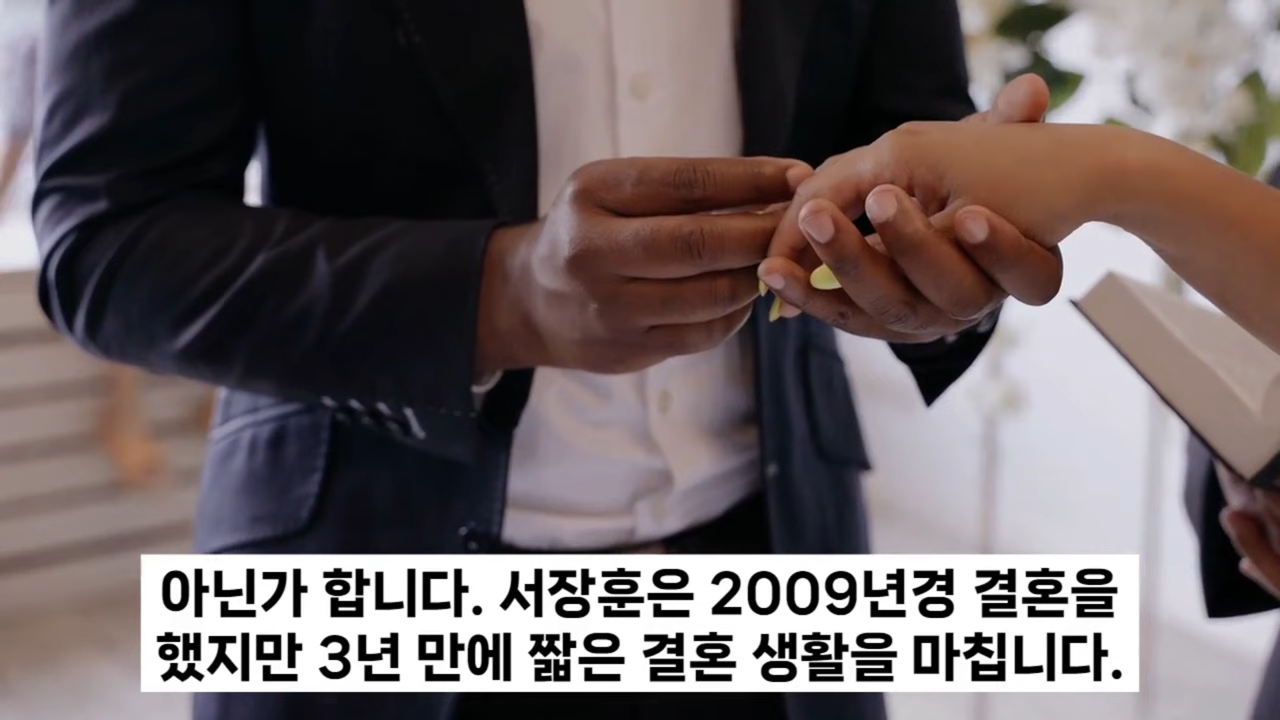 아닌가 합니다. 서장훈은 2009년경 결혼을
했지만 3년 만에 짧은 결혼 생활을 마칩니다.